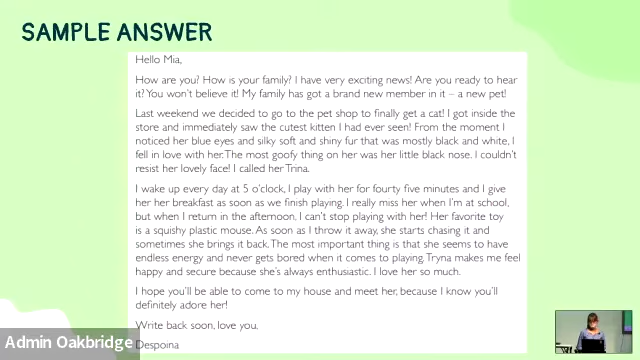 SAMPLE ANSWER
Hello Mia,
How are you? How is your family? I have very exciting news! Are you ready to hear
it? You won't believe it! My family has got a brand new member in it – a new pet!
Last weekend we decided to go to the pet shop to finally get a cat! I got inside the
store and immediately saw the cutest kitten I had ever seen! From the moment I
noticed her blue eyes and silky soft and shiny fur that was mostly black and white, I
fell in love with her. The most goofy thing on her was her little black nose. I couldn't
resist her lovely face! I called her Trina.
I wake up every day at 5 o'clock, I play with her for fourty five minutes and I give
her her breakfast as soon as we finish playing. I really miss her when I'm at school,
but when I return in the afternoon, I can't stop playing with her! Her favorite toy
is a squishy plastic mouse. As soon as I throw it away, she starts chasing it and
sometimes she brings it back. The most important thing is that she seems to have
endless energy and never gets bored when it comes to playing. Tryna makes me feel
happy and secure because she's always enthusiastic. I love her so much.
I hope you'll be able to come to my house and meet her, because I know you'll
definitely adore her!
Write back soon, love you,
Despoina
Admin Oakbridge